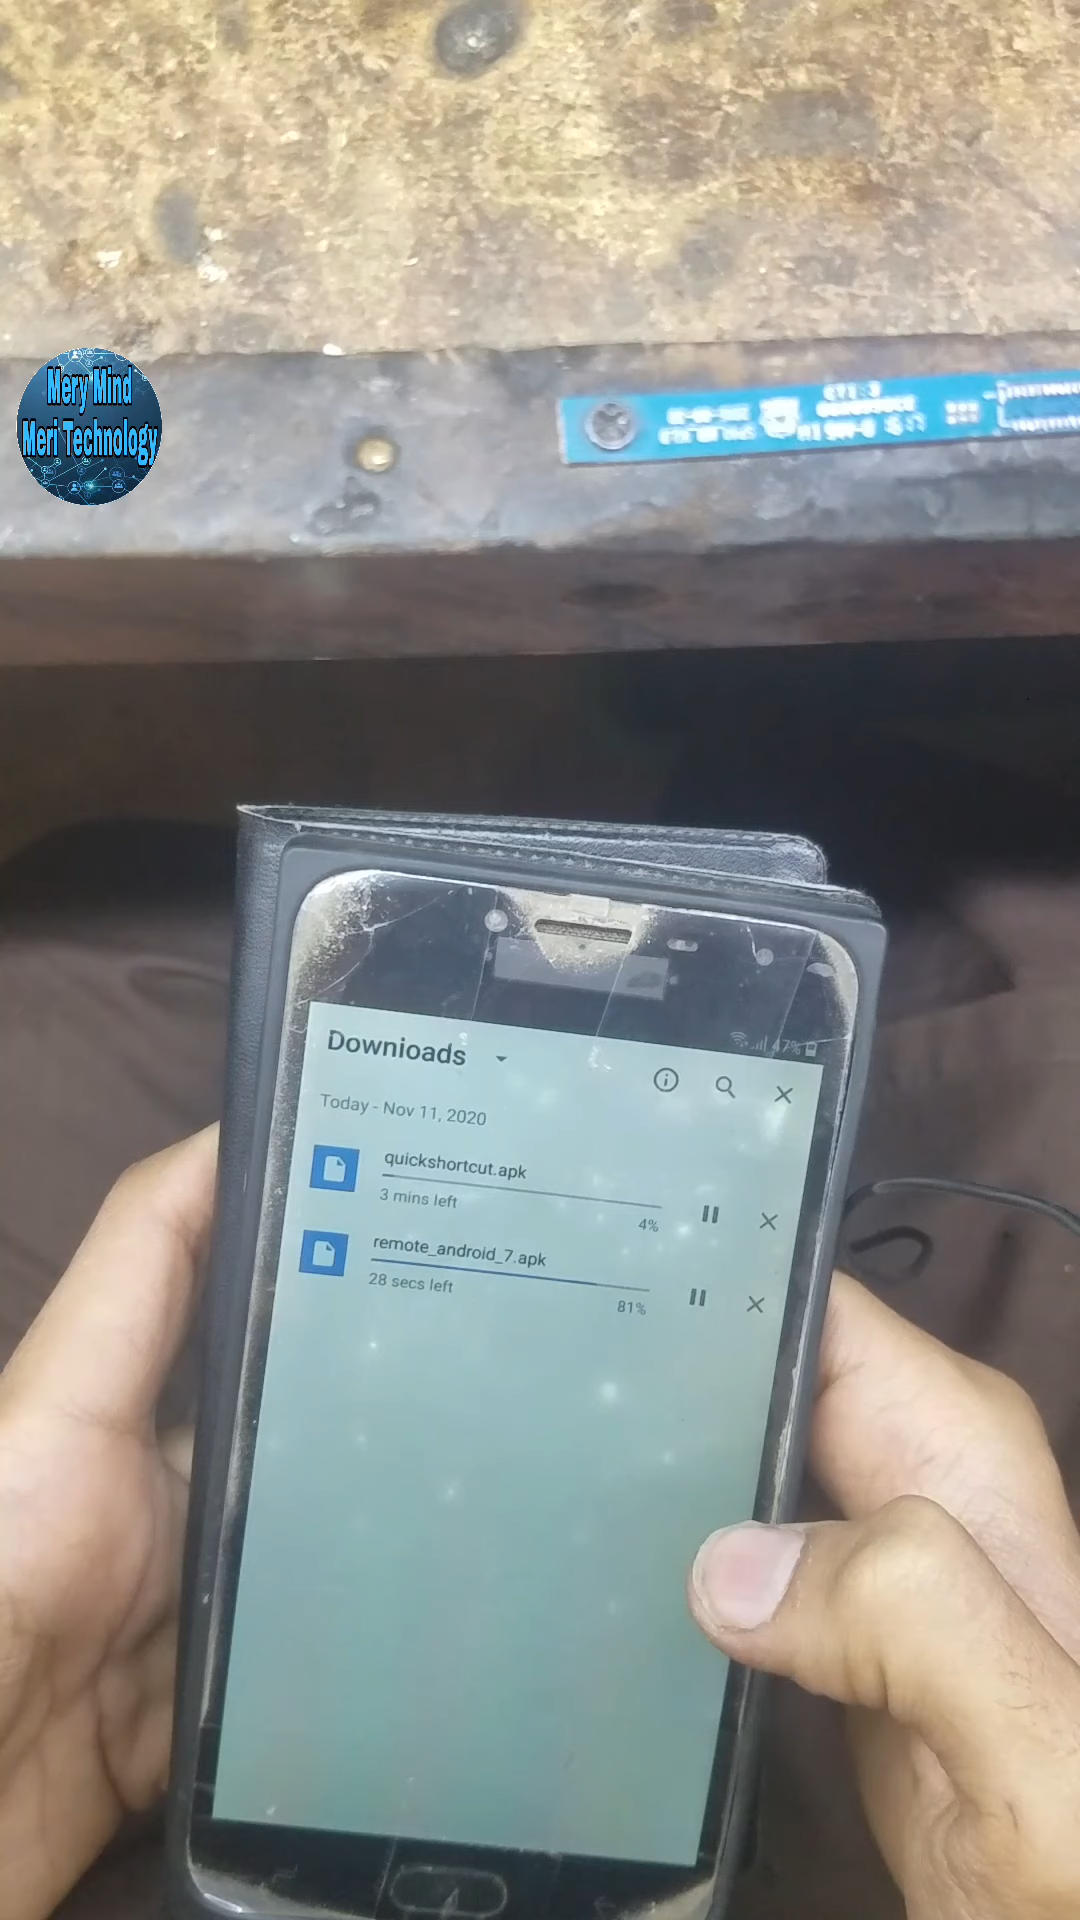 Mery Mind
Meri Technology
47%
Downloads
Today - Nov 11, 2020
quickshortcut.apk
3 mins left
4%
remote_android_7.apk
28 secs left
81%